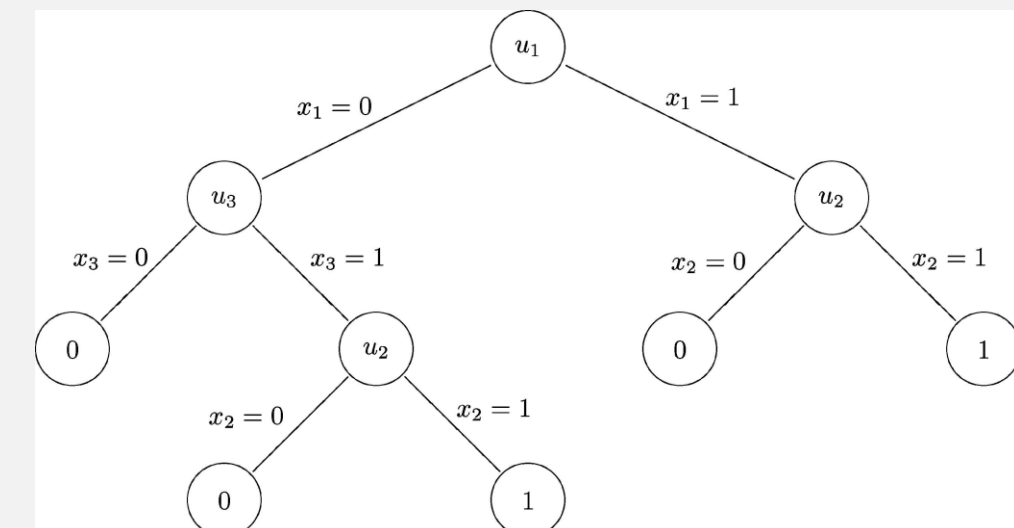 u₁
x₁ = 0
x₁ = 1
u₃
u₂
x₃ = 0
x₃ = 1
x₂ = 0
x₂ = 1
0
u₂
0
1
x₂ = 0
x₂ = 1
0
1